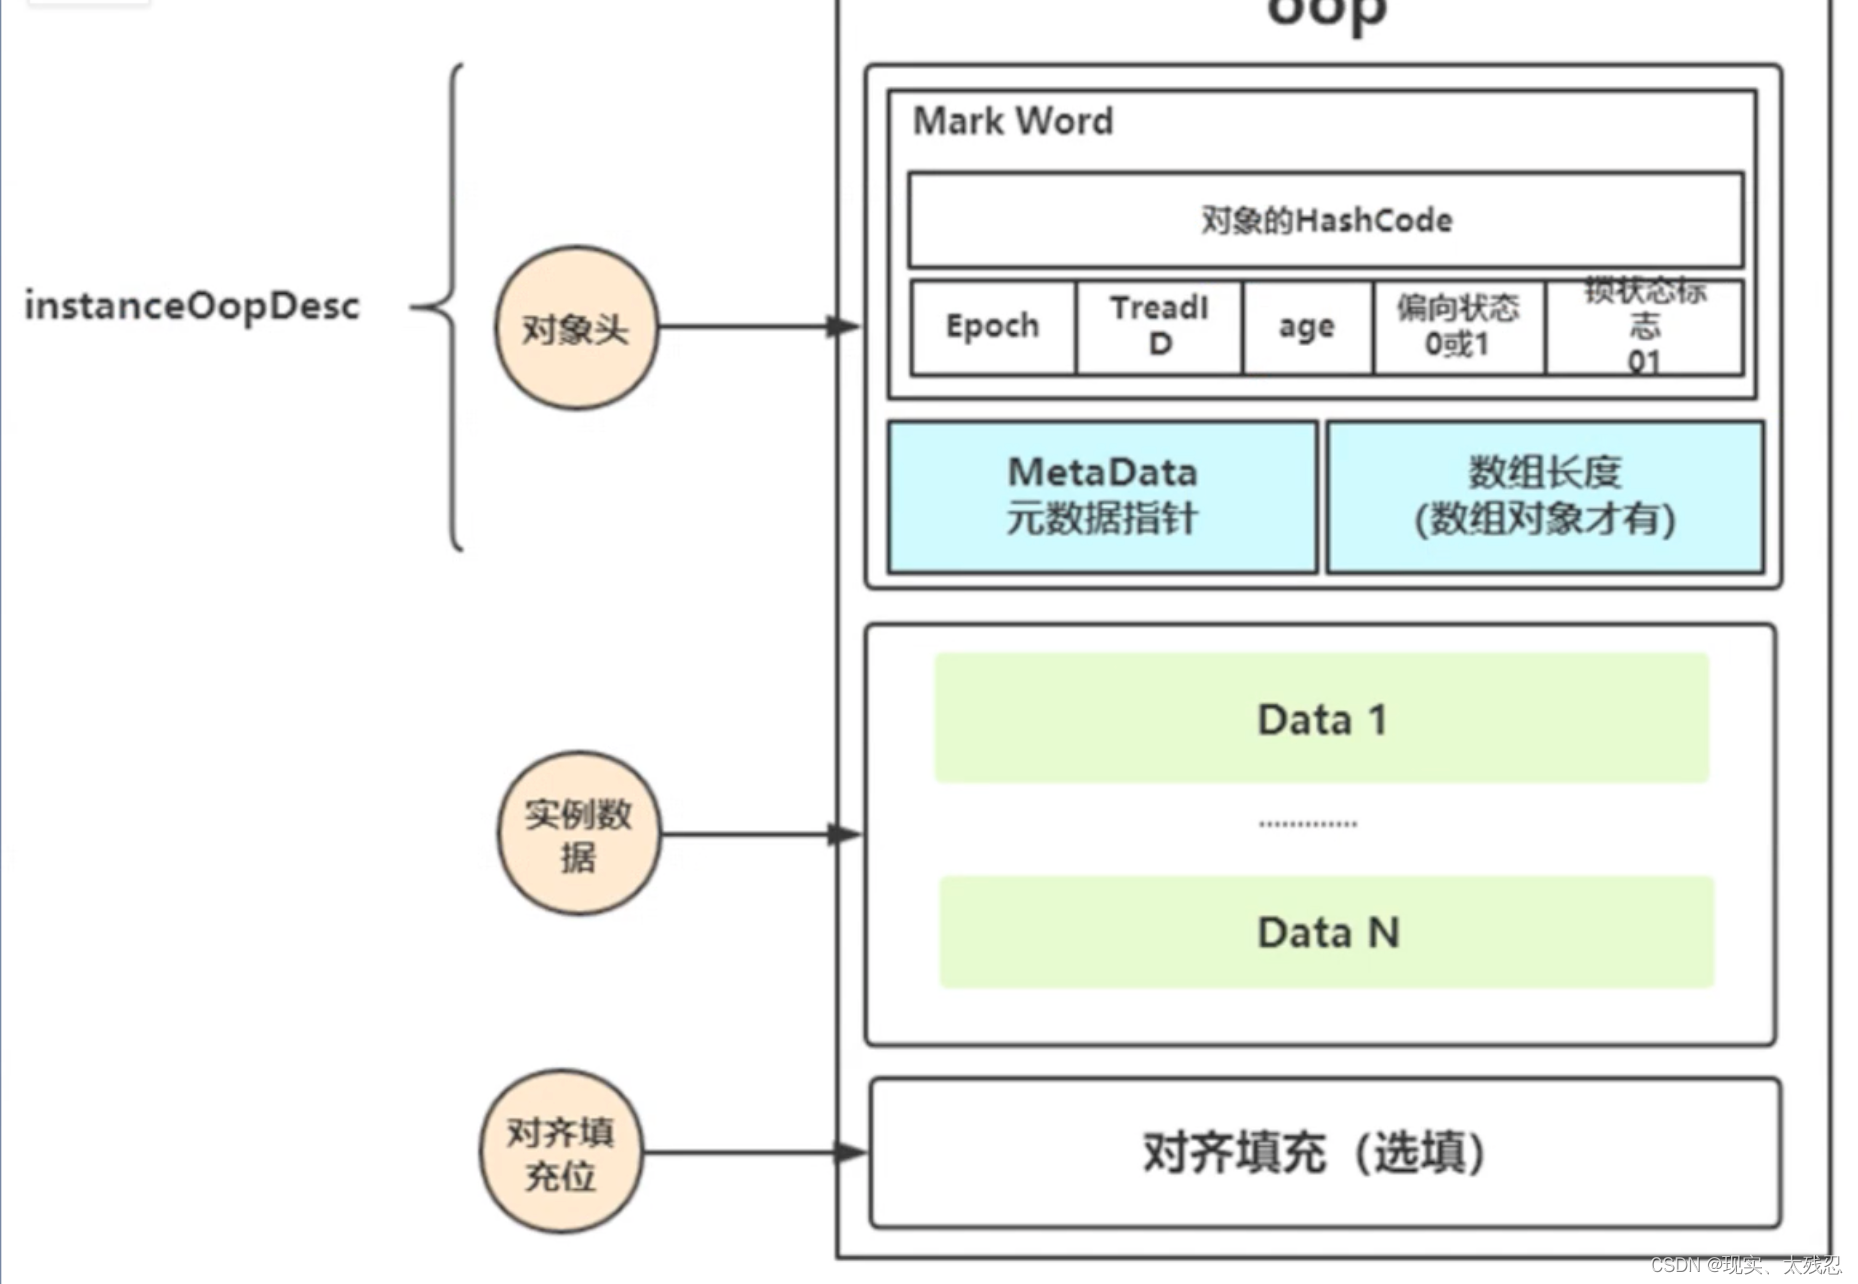 oop
Mark Word
对象的HashCode
instanceOopDesc
对象头
Epoch
TreadI
D
age
偏向状态
0或1
锁状态标
志
01
MetaData
元数据指针
数组长度
(数组对象才有)
Data 1
.............
实例数
据
Data N
对齐填
充位
对齐填充（选填）
CSDN @现实、太残忍